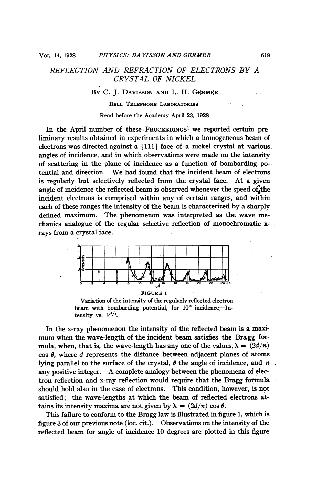 VOL. 14, 1928 PHYSICS: DAVISSON AND GERMER 619
REFLECTION AND REFRACTION OF ELECTRONS BY A
CRYSTAL OF NICKEL
BY C. J. DAVISSON AND L. H. GERMER
BELL TELEPHONE LABORATORIES
Read before the Academy April 23, 1928
In the April number of these PROCEEDINGS¹ we reported certain pre-
liminary results obtained in experiments in which a homogeneous beam of
electrons was directed against a {111} face of a nickel crystal at various
angles of incidence, and in which observations were made on the intensity
of scattering in the plane of incidence as a function of bombarding po-
tential and direction. We had found that the incident beam of electrons
is regularly but selectively reflected from the crystal face. At a given
angle of incidence the reflected beam is observed whenever the speed of the
incident electrons is comprised within any of certain ranges, and within
each of these ranges the intensity of the beam is characterized by a sharply
defined maximum. The phenomenon was interpreted as the wave me-
chanics analogue of the regular selective reflection of monochromatic x-
rays from a crystal face.
FIGURE 1
Variation of the intensity of the regularly reflected electron
beam with bombarding potential, for 10° incidence—In-
tensity vs. V^{1/2}.
In the x-ray phenomenon the intensity of the reflected beam is a maxi-
mum when the wave-length of the incident beam satisfies the Bragg for-
mula, when, that is, the wave-length has any one of the values, λ = (2d/n)
cos θ, where d represents the distance between adjacent planes of atoms
lying parallel to the surface of the crystal, θ the angle of incidence, and n
any positive integer. A complete analogy between the phenomena of elec-
tron reflection and x-ray reflection would require that the Bragg formula
should hold also in the case of electrons. This condition, however, is not
satisfied; the wave-lengths at which the beam of reflected electrons at-
tains its intensity maxima are not given by λ = (2d/n) cos θ.
This failure to conform to the Bragg law is illustrated in figure 1, which is
figure 3 of our previous note (loc. cit.). Observations on the intensity of the
reflected beam for angle of incidence 10 degrees are plotted in this figure